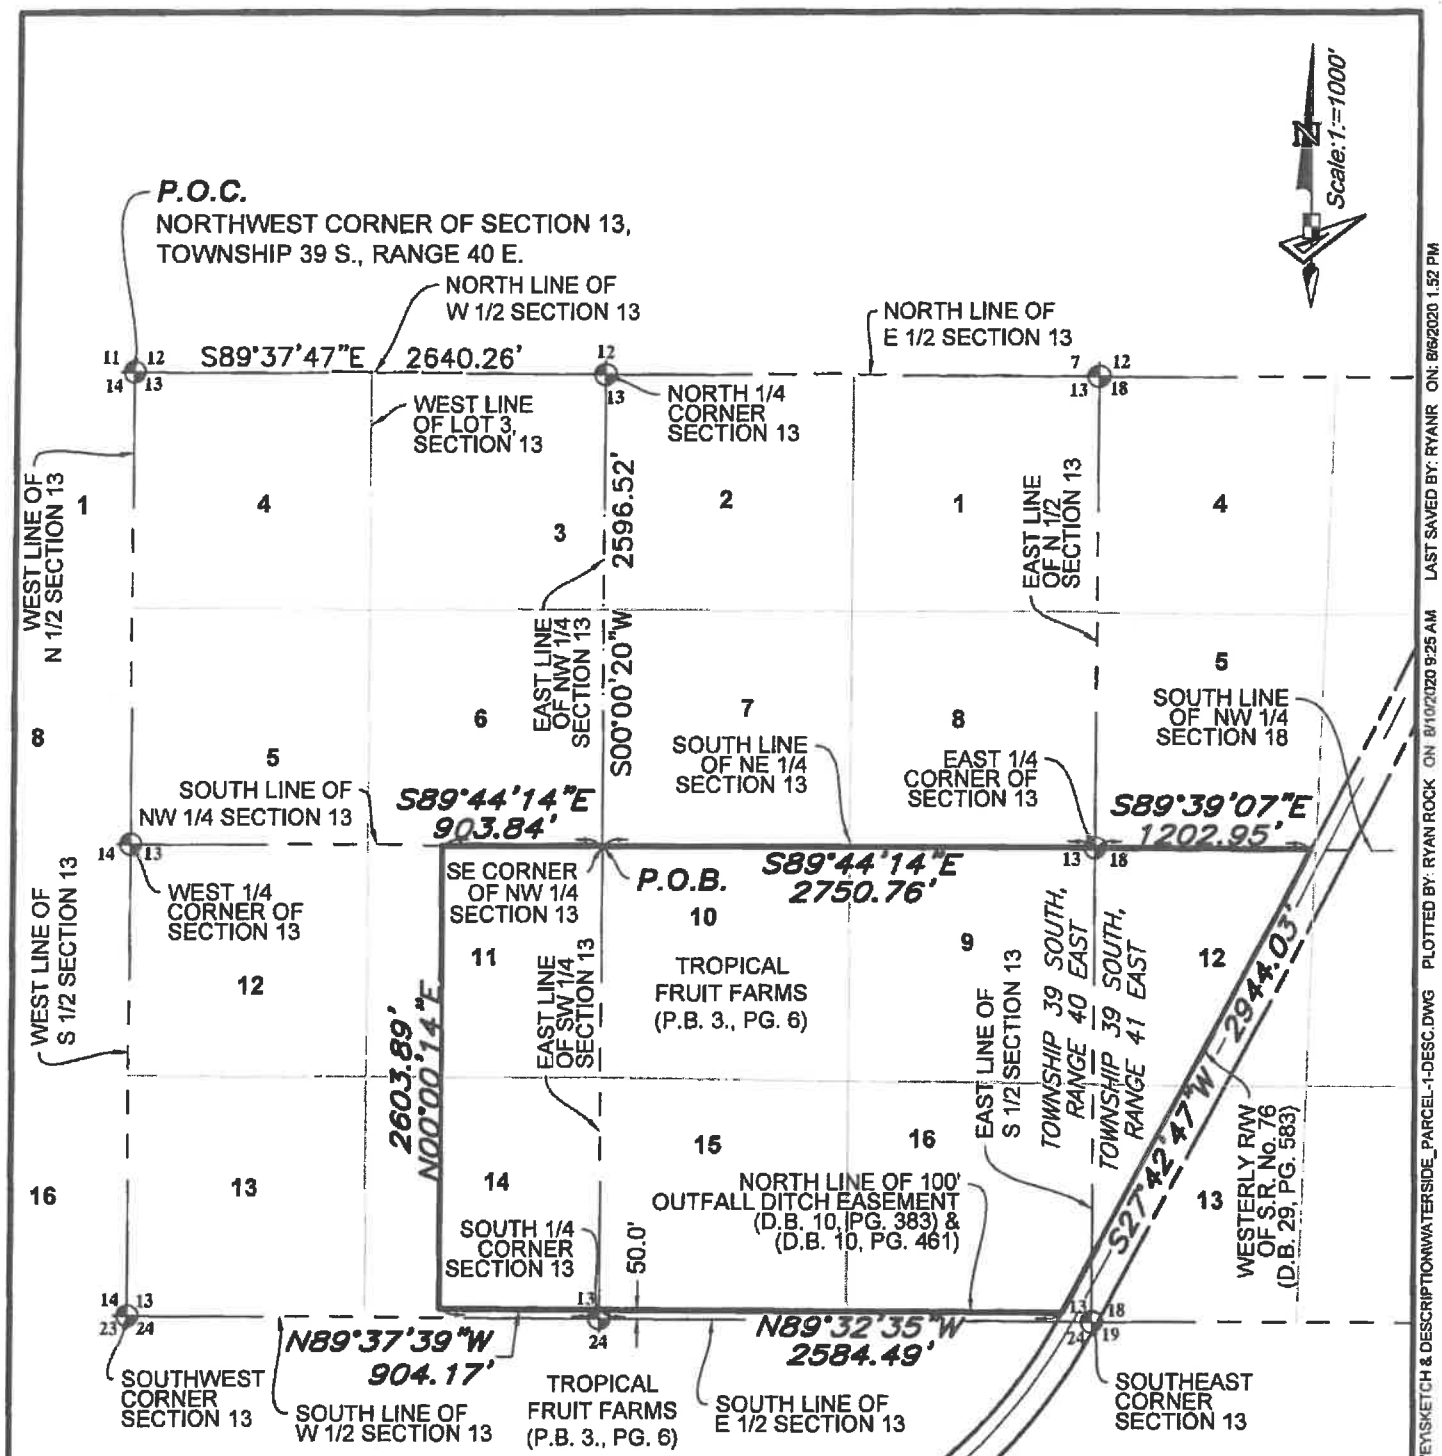 Scale:1:=1000'
N
P.O.C.
NORTHWEST CORNER OF SECTION 13,
TOWNSHIP 39 S., RANGE 40 E.
NORTH LINE OF
W 1/2 SECTION 13
NORTH LINE OF
E 1/2 SECTION 13
11 12
14 13
S89°37'47"E 2640.26'
12
13
7 12
13 18
WEST LINE
OF LOT 3,
SECTION 13
NORTH 1/4
CORNER
SECTION 13
WEST LINE OF
N 1/2 SECTION 13
1
4
3
2596.52'
2
1
EAST LINE
OF N 1/2
SECTION 13
4
EAST LINE
OF NW 1/4
SECTION 13
S00°00'20"W
8
5
6
7
8
5
SOUTH LINE
OF NW 1/4
SECTION 18
SOUTH LINE OF
NW 1/4 SECTION 13
SOUTH LINE
OF NE 1/4
SECTION 13
EAST 1/4
CORNER OF
SECTION 13
S89°44'14"E
903.84'
S89°39'07"E
1202.95'
14 13
13 18
WEST 1/4
CORNER OF
SECTION 13
SE CORNER
OF NW 1/4
SECTION 13
P.O.B.
S89°44'14"E
2750.76'
WEST LINE OF
S 1/2 SECTION 13
12
11
10
9
12
TROPICAL
FRUIT FARMS
(P.B. 3., PG. 6)
EAST LINE
OF SW 1/4
SECTION 13
EAST LINE OF
S 1/2 SECTION 13
TOWNSHIP 39 SOUTH,
RANGE 40 EAST
TOWNSHIP 39 SOUTH,
RANGE 41 EAST
2603.89'
N00°00'14"E
S27°42'47"W - 2944.03'
WESTERLY R/W
OF S.R. No. 76
(D.B. 29, PG. 583)
16
13
14
15
16
13
NORTH LINE OF 100'
OUTFALL DITCH EASEMENT
(D.B. 10, PG. 383) &
(D.B. 10, PG. 461)
SOUTH 1/4
CORNER
SECTION 13
50.0'
14 13
23 24
13
24
13 18
24 19
N89°37'39"W
904.17'
N89°32'35"W
2584.49'
SOUTHWEST
CORNER
SECTION 13
SOUTH LINE OF
W 1/2 SECTION 13
TROPICAL
FRUIT FARMS
(P.B. 3., PG. 6)
SOUTH LINE OF
E 1/2 SECTION 13
SOUTHEAST
CORNER
SECTION 13
EY\SKETCH & DESCRIPTION\WATERSIDE_PARCEL-1-DESC.DWG PLOTTED BY: RYAN ROCK ON 8/10/2020 9:25 AM LAST SAVED BY: RYANR ON: 8/6/2020 1:52 PM